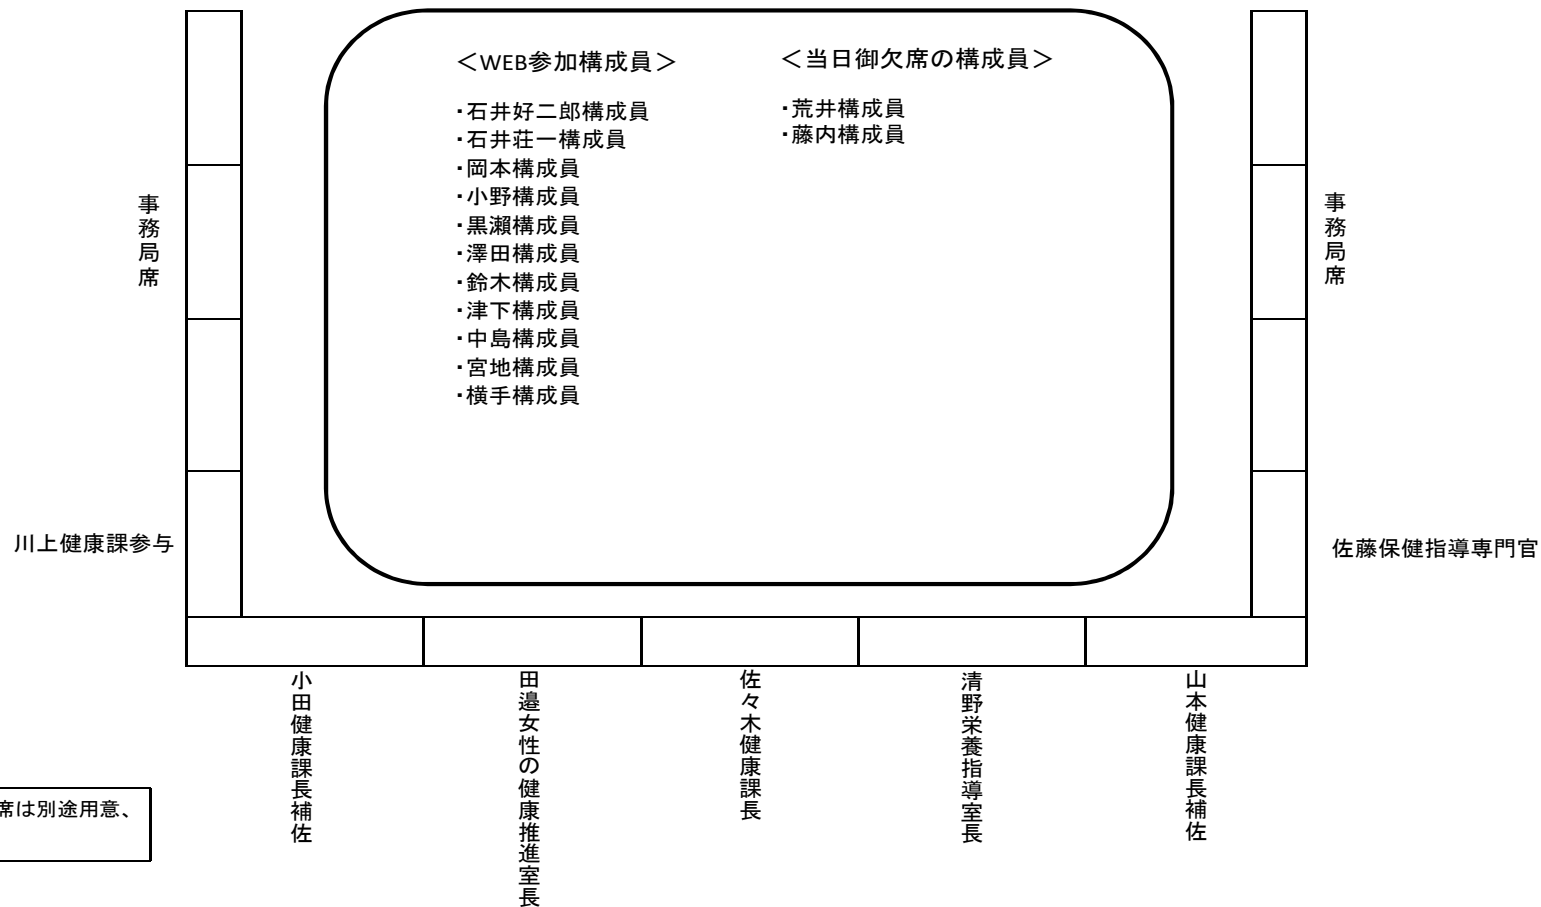 ＜WEB参加構成員＞
・石井好二郎構成員
・石井荘一構成員
・岡本構成員
・小野構成員
・黒瀨構成員
・澤田構成員
・鈴木構成員
・津下構成員
・中島構成員
・宮地構成員
・横手構成員
＜当日御欠席の構成員＞
・荒井構成員
・藤内構成員
事務局席
事務局席
川上健康課参与
佐藤保健指導専門官
小田健康課長補佐
田邉女性の健康推進室長
佐々木健康課長
清野栄養指導室長
山本健康課長補佐
席は別途用意、